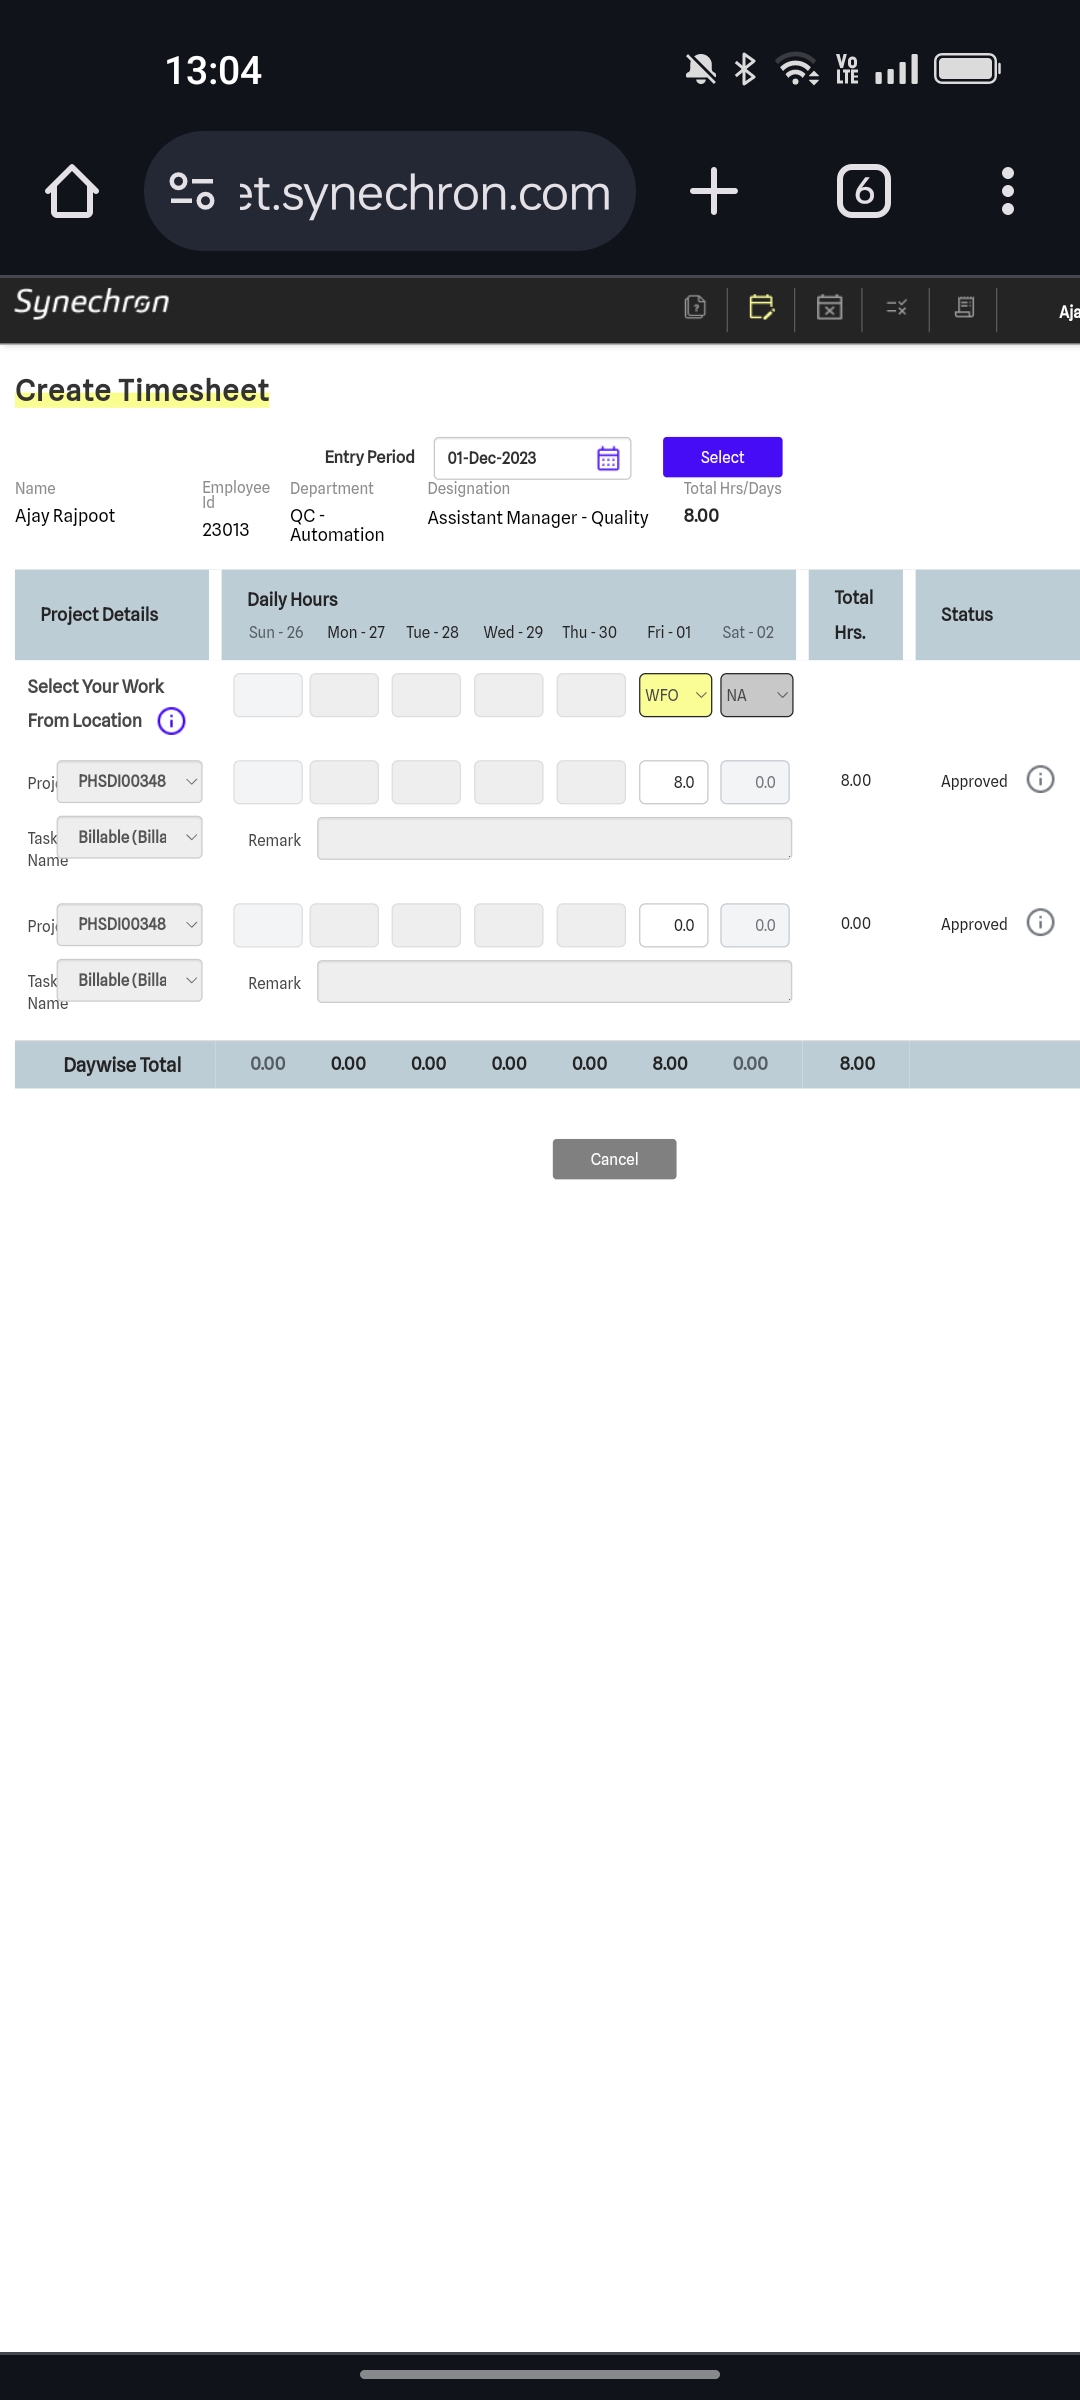 13:04
Vo
LTE
et.synechron.com
6
Synechron
Aja
Create Timesheet
Entry Period 01-Dec-2023 Select
Name Employee Id Department Designation Total Hrs/Days
Ajay Rajpoot 23013 QC - Automation Assistant Manager - Quality 8.00
Project Details Daily Hours Total Hrs. Status
Sun - 26 Mon - 27 Tue - 28 Wed - 29 Thu - 30 Fri - 01 Sat - 02
Select Your Work
From Location WFO NA
Proje PHSDI00348 8.0 0.0 8.00 Approved
Task Name Billable (Billa Remark
Proje PHSDI00348 0.0 0.0 0.00 Approved
Task Name Billable (Billa Remark
Daywise Total 0.00 0.00 0.00 0.00 0.00 8.00 0.00 8.00
Cancel